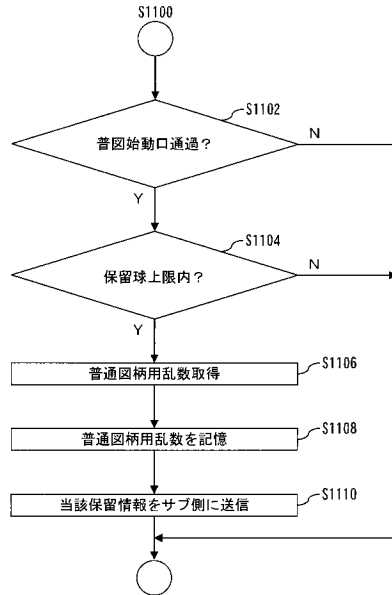 S1100
S1102
普図始動口通過？
N
Y
S1104
保留球上限内？
N
Y
S1106
普通図柄用乱数取得
S1108
普通図柄用乱数を記憶
S1110
当該保留情報をサブ側に送信